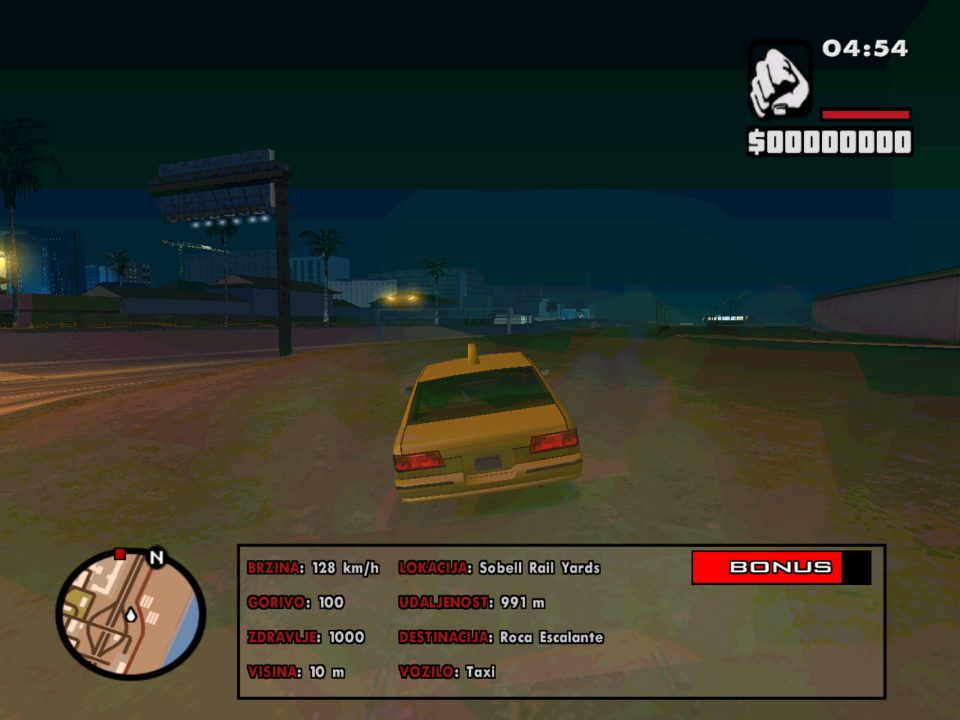 04:54
$00000000
N
BRZINA: 128 km/h
LOKACIJA: Sobell Rail Yards
BONUS
GORIVO: 100
UDALJENOST: 991 m
ZDRAVLJE: 1000
DESTINACIJA: Roca Escalante
VISINA: 10 m
VOZILO: Taxi